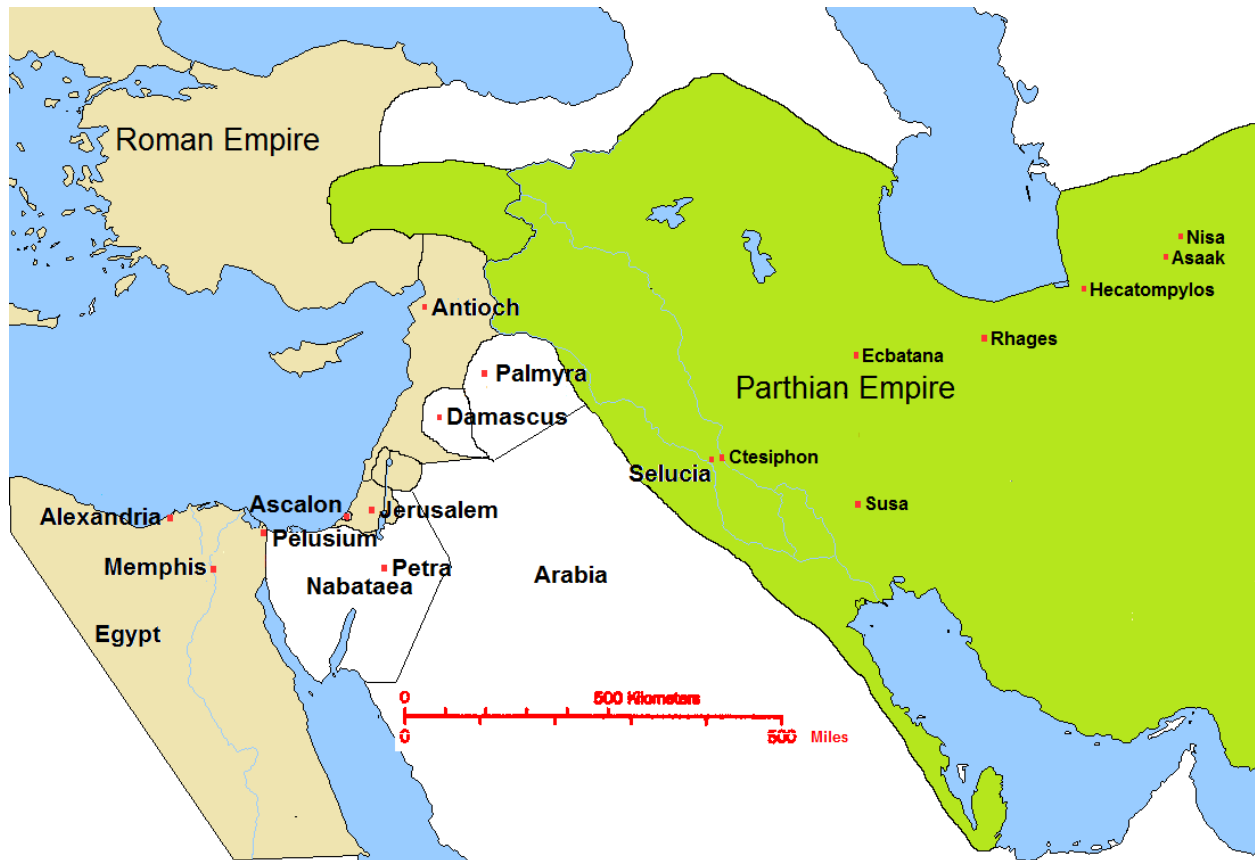 Roman Empire
Nisa
Asaak
Hecatompylos
Antioch
Rhages
Ecbatana
Palmyra
Parthian Empire
Damascus
Ctesiphon
Selucia
Ascalon
Susa
Jerusalem
Alexandria
Pelusium
Memphis
Petra
Nabataea
Arabia
Egypt
0 500 Kilometers
0 500 Miles